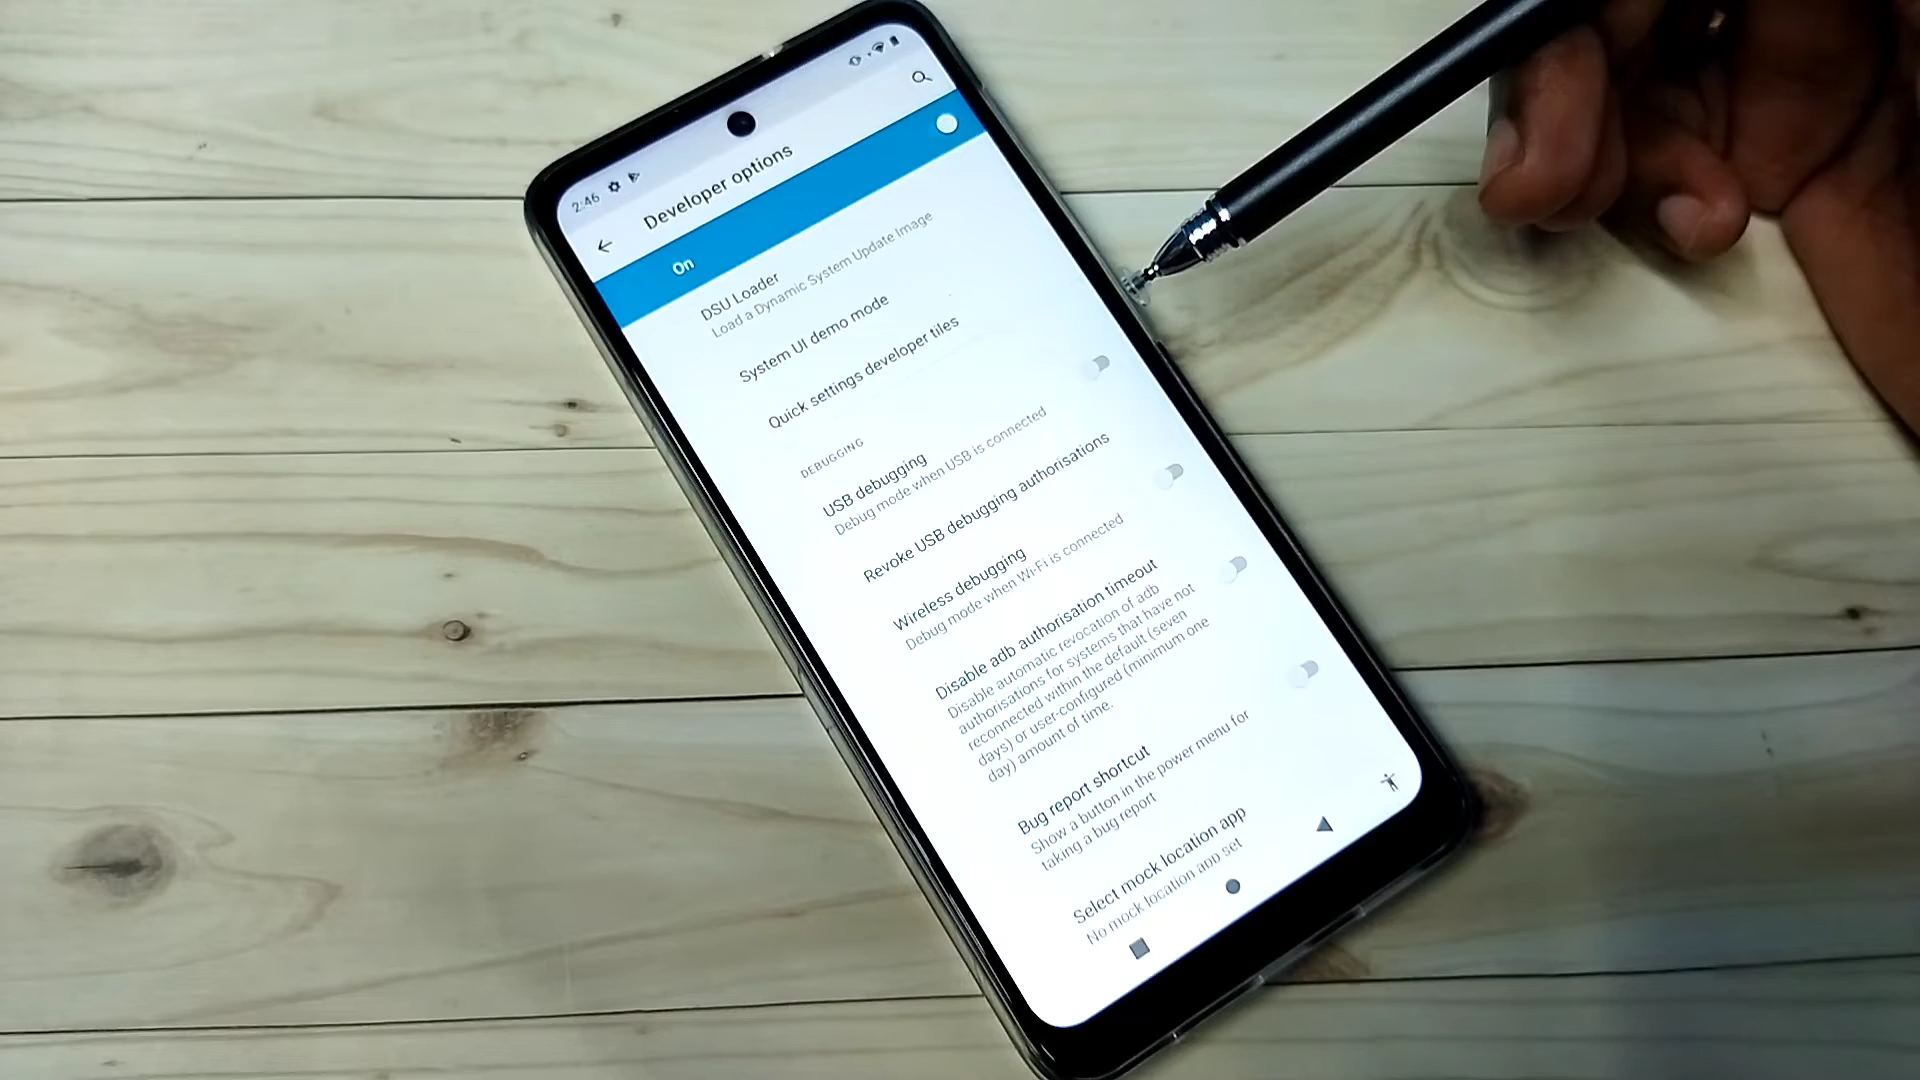 2:46
Developer options
On
DSU Loader
Load a Dynamic System Update Image
System UI demo mode
Quick settings developer tiles
DEBUGGING
USB debugging
Debug mode when USB is connected
Revoke USB debugging authorisations
Wireless debugging
Debug mode when Wi-Fi is connected
Disable adb authorisation timeout
Disable automatic revocation of adb
authorisations for systems that have not
reconnected within the default (seven
days) or user-configured (minimum one
day) amount of time.
Bug report shortcut
Show a button in the power menu for
taking a bug report
Select mock location app
No mock location app set